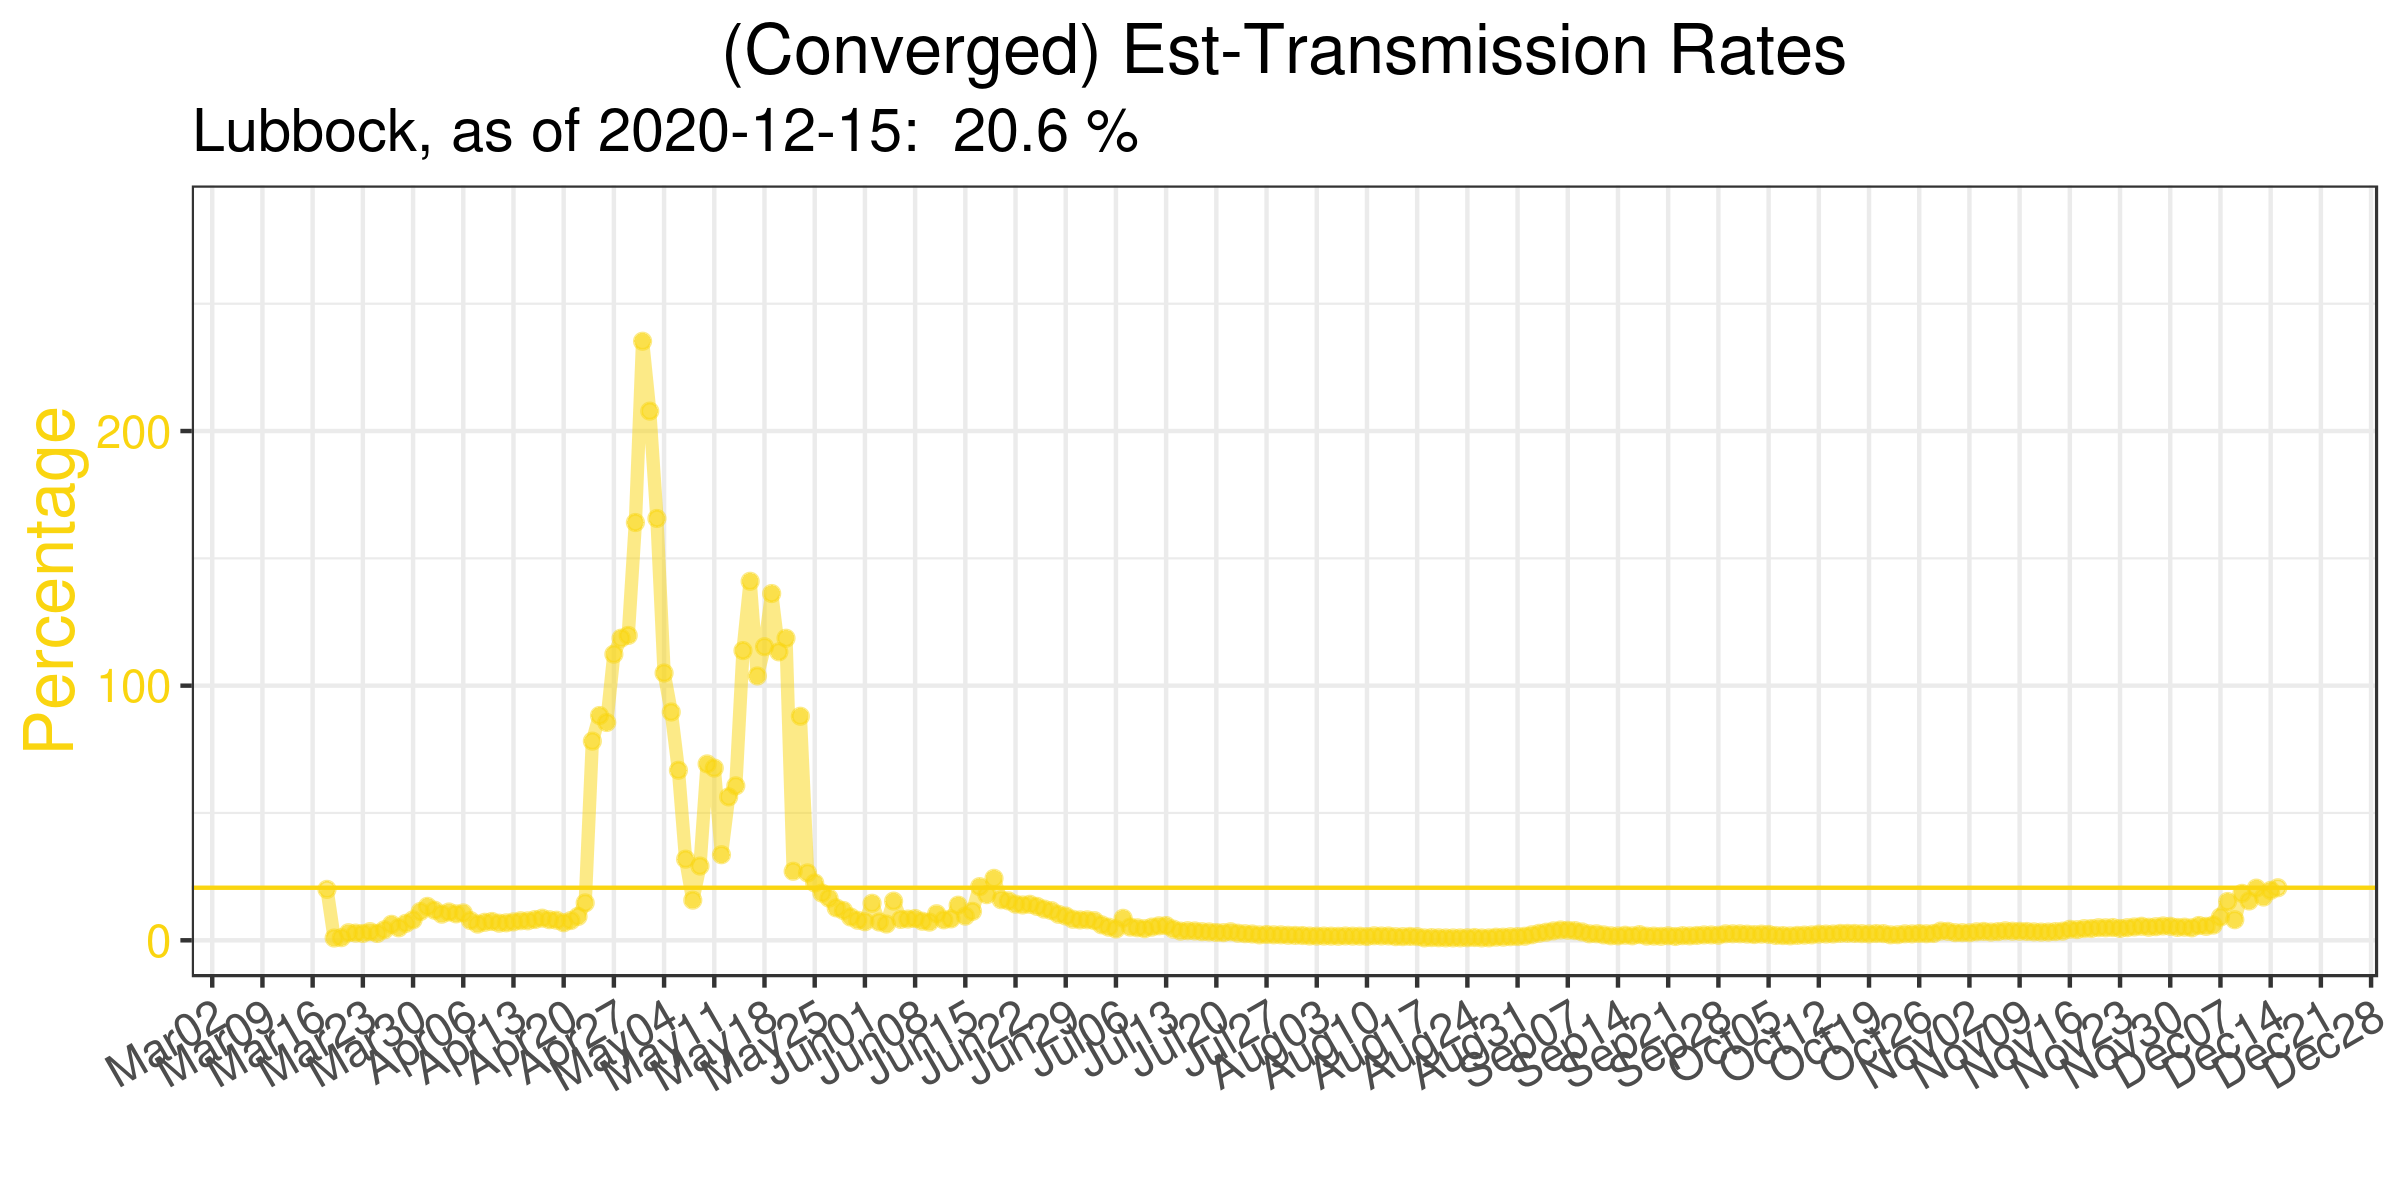 (Converged) Est-Transmission Rates
Lubbock, as of 2020-12-15:  20.6 %
Percentage
200
100
0
Mar02
Mar09
Mar16
Mar23
Mar30
Apr06
Apr13
Apr20
Apr27
May04
May11
May18
May25
Jun01
Jun08
Jun15
Jun22
Jun29
Jul06
Jul13
Jul20
Jul27
Aug03
Aug10
Aug17
Aug24
Aug31
Sep07
Sep14
Sep21
Sep28
Oct05
Oct12
Oct19
Oct26
Nov02
Nov09
Nov16
Nov23
Nov30
Dec07
Dec14
Dec21
Dec28